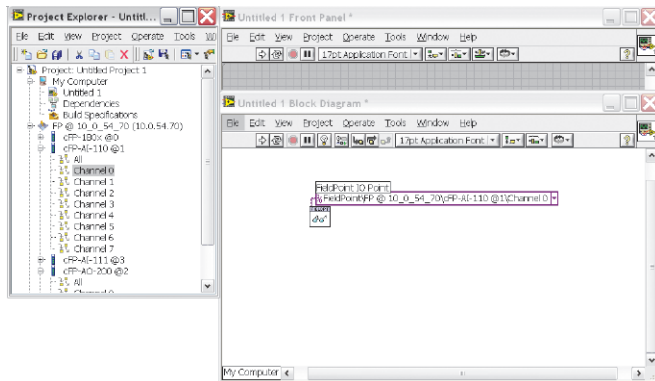 Project Explorer - Untitl...
File Edit View Project Operate Tools Wi
Project: Untitled Project 1
My Computer
Untitled 1
Dependencies
Build Specifications
FP @ 10_0_54_70 (10.0.54.70)
cFP-180x @0
cFP-AI-110 @1
All
Channel 0
Channel 1
Channel 2
Channel 3
Channel 4
Channel 5
Channel 6
Channel 7
cFP-AI-111 @3
cFP-AO-200 @2
All
Channel 0
Untitled 1 Front Panel *
File Edit View Project Operate Tools Window Help
17pt Application Font
Untitled 1 Block Diagram *
File Edit View Project Operate Tools Window Help
17pt Application Font
FieldPoint IO Point
FieldPoint\FP @ 10_0_54_70\cFP-AI-110 @1\Channel 0
My Computer